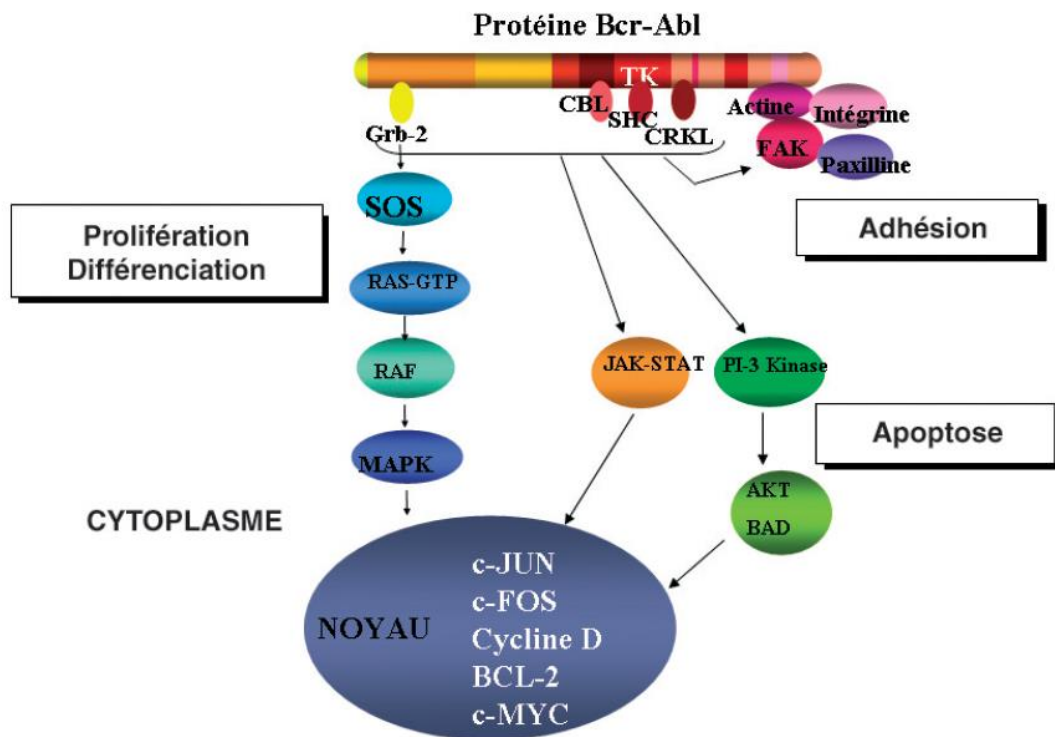 Protéine Bcr-Abl
TK
CBL
SHC
CRKL
Grb-2
Actine
Intégrine
FAK
Paxilline
SOS
Prolifération
Différenciation
Adhésion
RAS-GTP
RAF
JAK-STAT
PI-3 Kinase
Apoptose
MAPK
AKT
BAD
CYTOPLASME
NOYAU
c-JUN
c-FOS
Cycline D
BCL-2
c-MYC